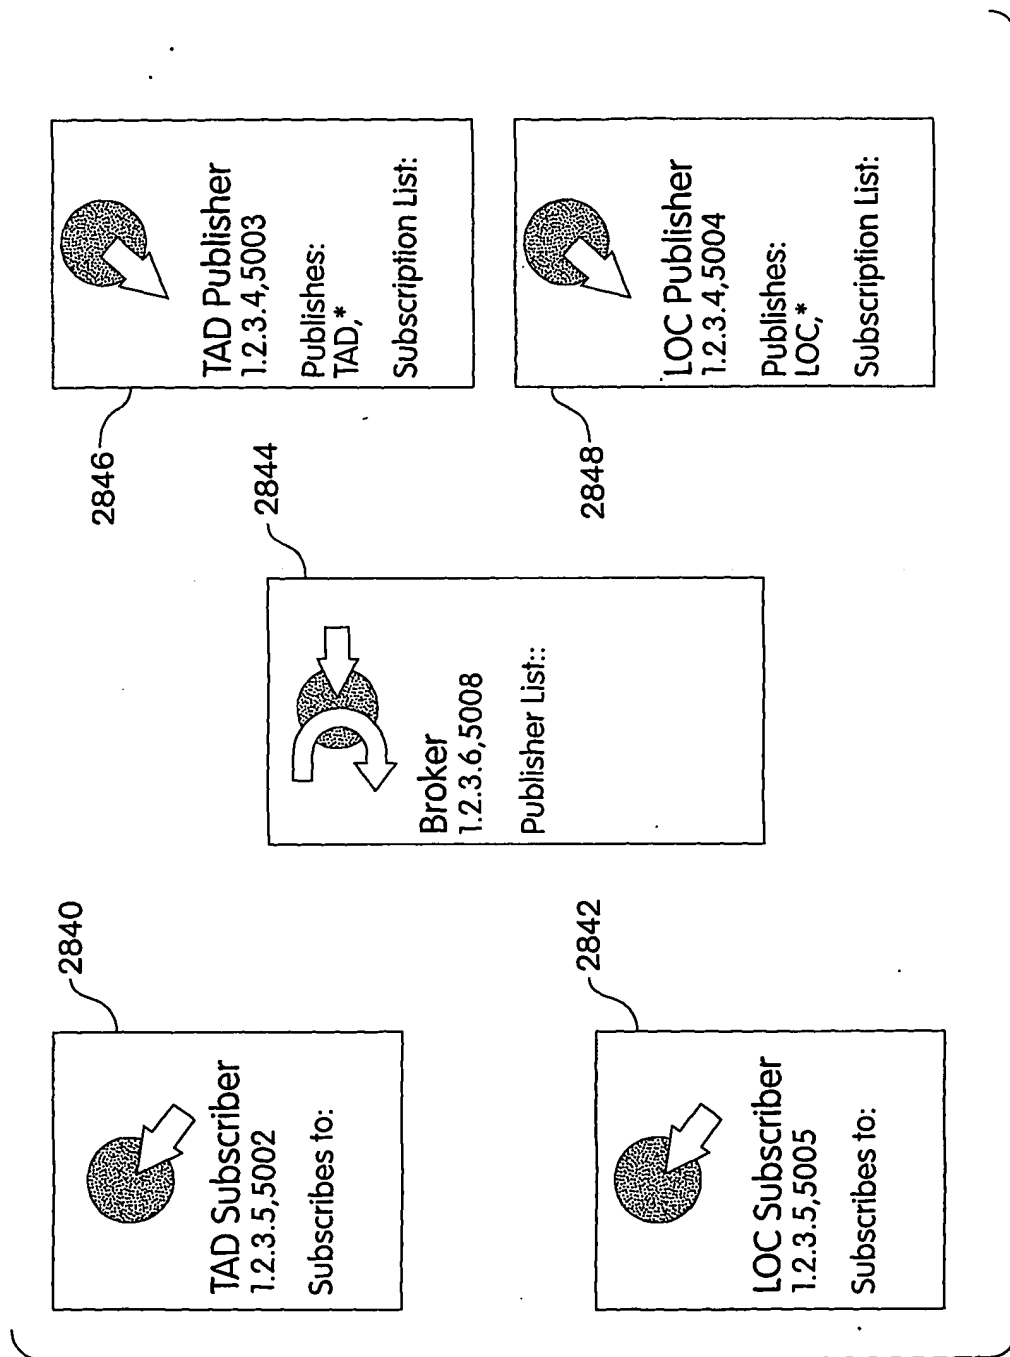 2840
TAD Subscriber
1.2.3.5,5002
Subscribes to:
2842
LOC Subscriber
1.2.3.5,5005
Subscribes to:
2844
Broker
1.2.3.6,5008
Publisher List::
2846
TAD Publisher
1.2.3.4,5003
Publishes:
TAD,*
Subscription List:
2848
LOC Publisher
1.2.3.4,5004
Publishes:
LOC,*
Subscription List: